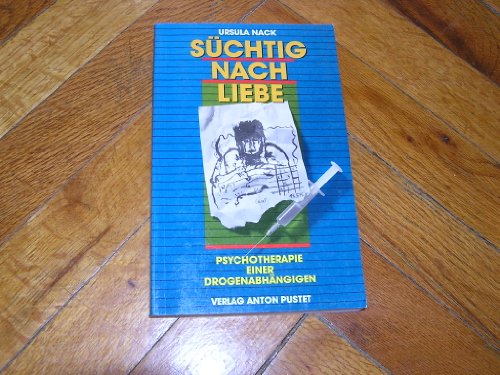 URSULA NACK
SÜCHTIG
NACH
LIEBE
PSYCHOTHERAPIE
EINER
DROGENABHÄNGIGEN
VERLAG ANTON PUSTET